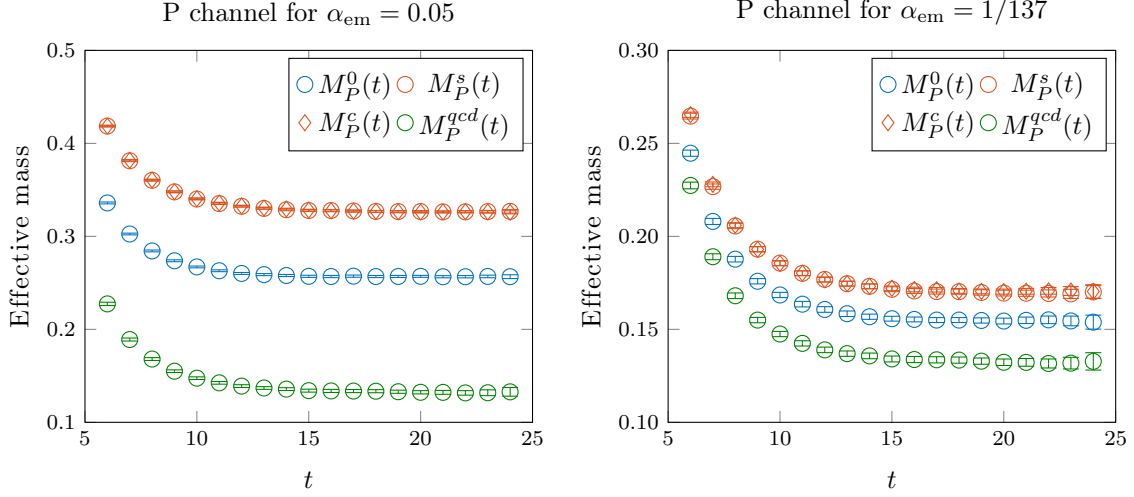 P channel for α_em = 0.05
Effective mass
0.5
0.4
0.3
0.2
0.1
M_P^0(t) M_P^s(t)
M_P^c(t) M_P^{qcd}(t)
5 10 15 20 25
t
P channel for α_em = 1/137
Effective mass
0.30
0.25
0.20
0.15
0.10
M_P^0(t) M_P^s(t)
M_P^c(t) M_P^{qcd}(t)
5 10 15 20 25
t